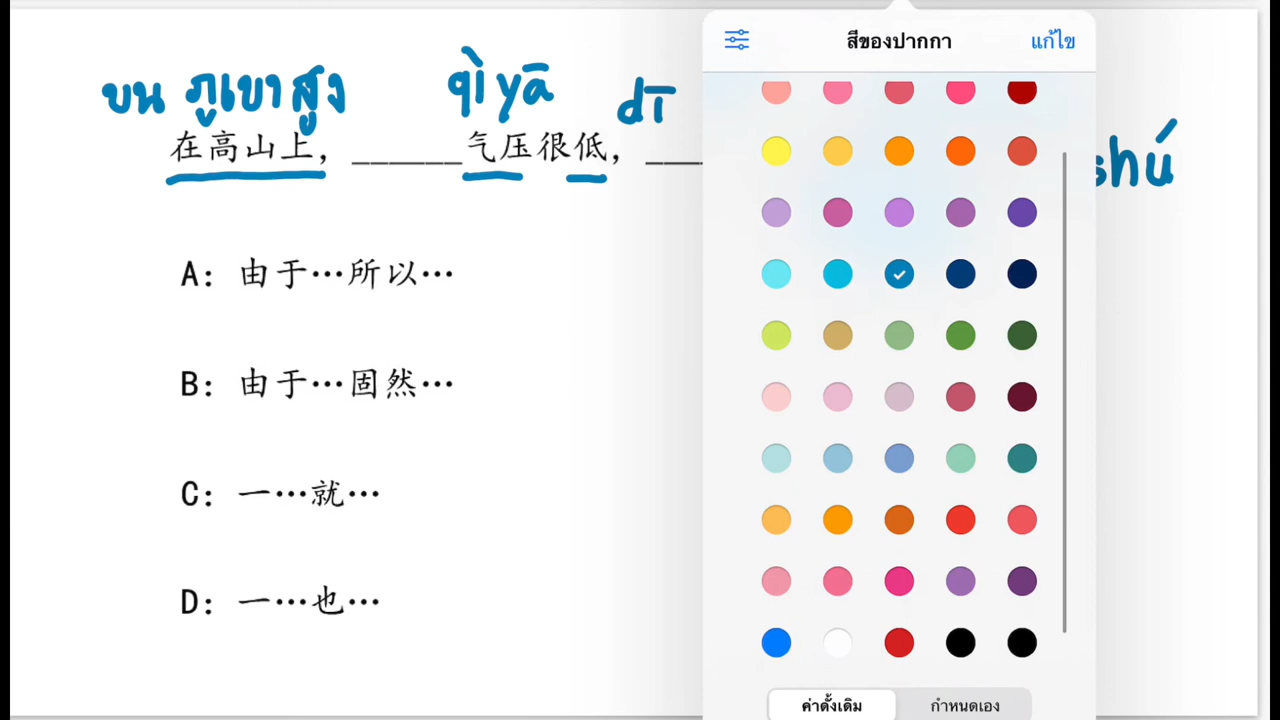 สีของปากกา แก้ไข
บน ภูเขาสูง qìyā dī
shú
在高山上, ______气压很低, ___
A: 由于…所以…
B: 由于…固然…
C: 一…就…
D: 一…也…
ค่าตั้งเดิม กำหนดเอง